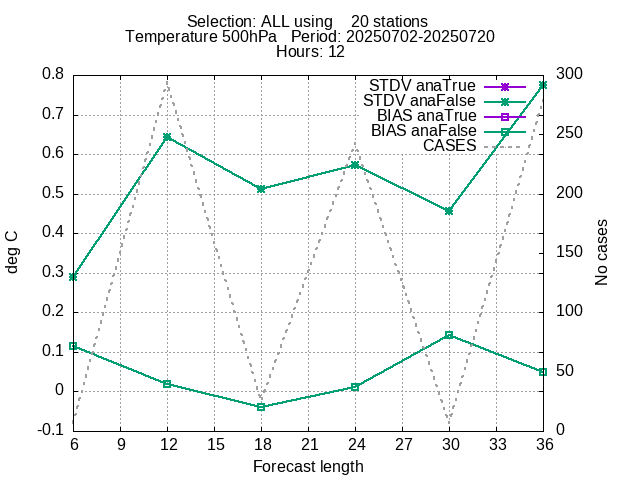 Selection: ALL using    20 stations
Temperature 500hPa   Period: 20250702-20250720
Hours: 12
STDV anaTrue
STDV anaFalse
BIAS anaTrue
BIAS anaFalse
CASES
deg C
0.8
0.7
0.6
0.5
0.4
0.3
0.2
0.1
0
-0.1
300
250
200
150
100
50
0
No cases
6 9 12 15 18 21 24 27 30 33 36
Forecast length